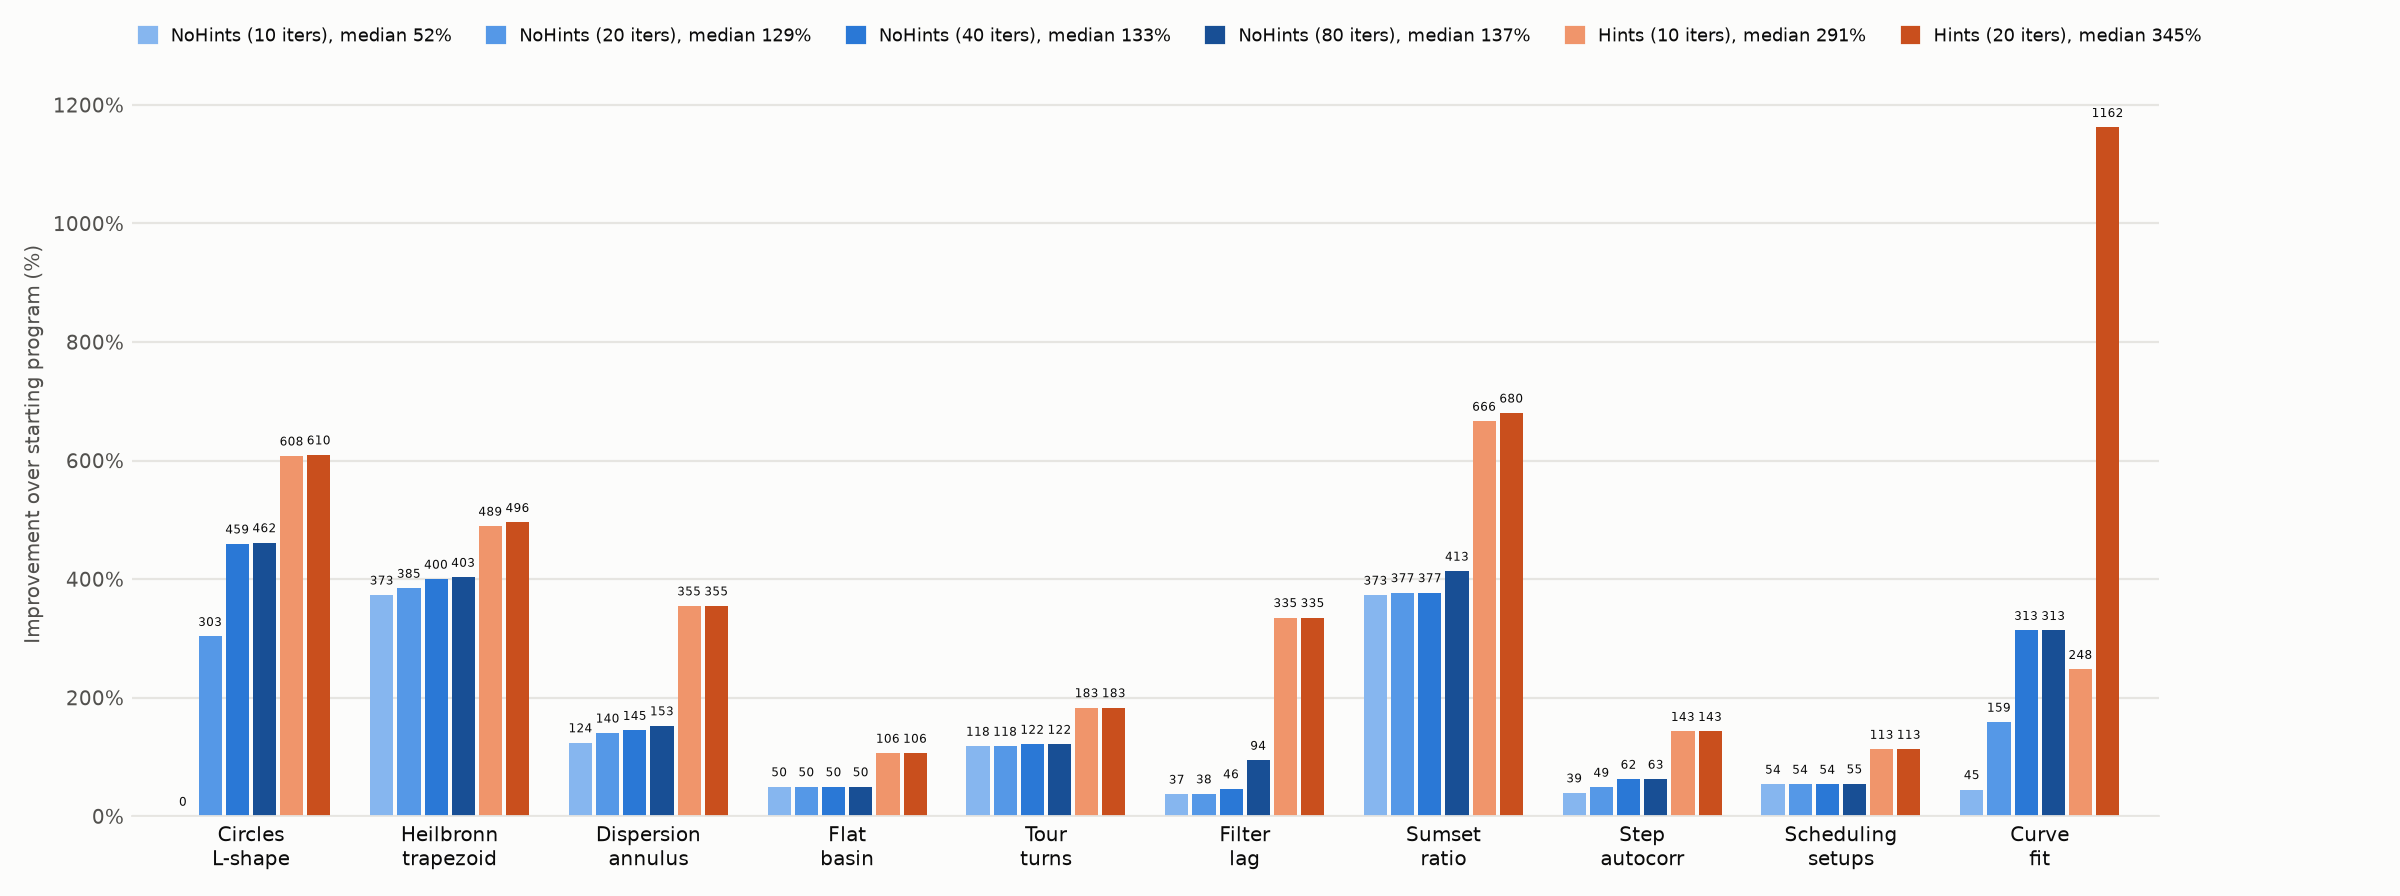 NoHints (10 iters), median 52% NoHints (20 iters), median 129% NoHints (40 iters), median 133% NoHints (80 iters), median 137% Hints (10 iters), median 291% Hints (20 iters), median 345%
Improvement over starting program (%)
1200%
1000%
800%
600%
400%
200%
0%
0 303 459 462 608 610
373 385 400 403 489 496
124 140 145 153 355 355
50 50 50 50 106 106
118 118 122 122 183 183
37 38 46 94 335 335
373 377 377 413 666 680
39 49 62 63 143 143
54 54 54 55 113 113
45 159 313 313 248 1162
Circles
L-shape
Heilbronn
trapezoid
Dispersion
annulus
Flat
basin
Tour
turns
Filter
lag
Sumset
ratio
Step
autocorr
Scheduling
setups
Curve
fit